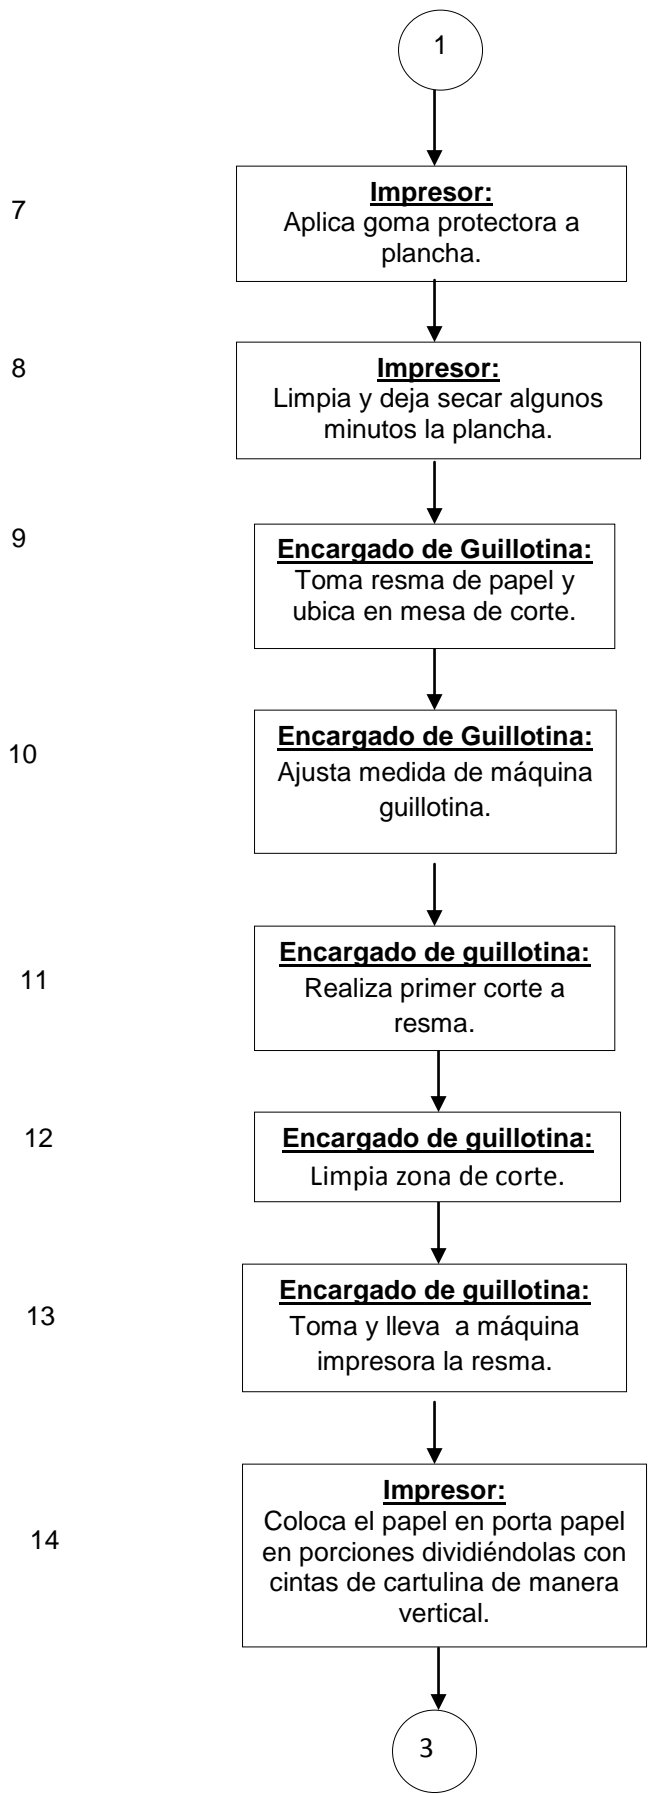 1
7
Impresor:
Aplica goma protectora a
plancha.
8
Impresor:
Limpia y deja secar algunos
minutos la plancha.
9
Encargado de Guillotina:
Toma resma de papel y
ubica en mesa de corte.
10
Encargado de Guillotina:
Ajusta medida de máquina
guillotina.
11
Encargado de guillotina:
Realiza primer corte a
resma.
12
Encargado de guillotina:
Limpia zona de corte.
13
Encargado de guillotina:
Toma y lleva  a máquina
impresora la resma.
14
Impresor:
Coloca el papel en porta papel
en porciones dividiéndolas con
cintas de cartulina de manera
vertical.
3